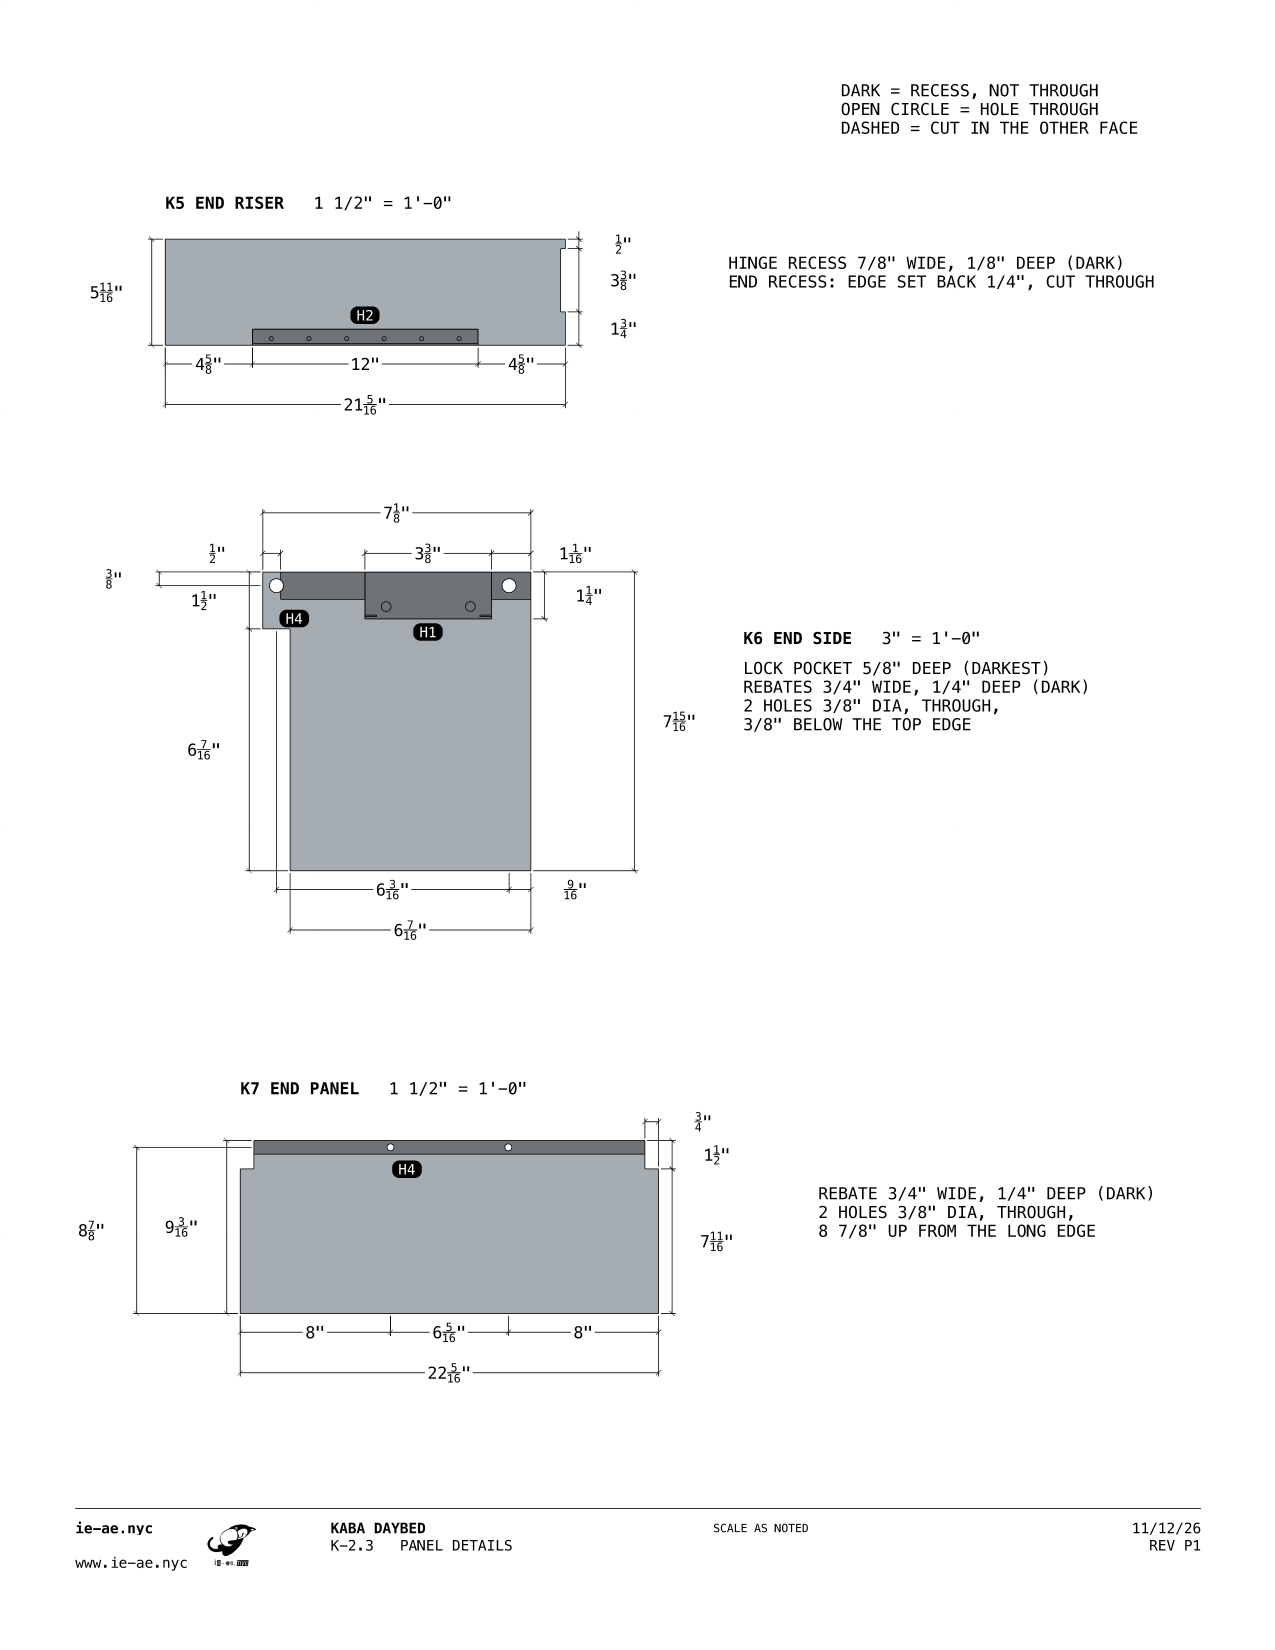 DARK = RECESS, NOT THROUGH
OPEN CIRCLE = HOLE THROUGH
DASHED = CUT IN THE OTHER FACE
K5 END RISER 1 1/2" = 1'-0"
1/2"
HINGE RECESS 7/8" WIDE, 1/8" DEEP (DARK)
3 3/8"
END RECESS: EDGE SET BACK 1/4", CUT THROUGH
5 11/16"
H2
1 3/4"
4 5/8" 12" 4 5/8"
21 5/16"
7 1/8"
1/2" 3 3/8" 1 1/16"
3/8"
1 1/2" 1 1/4"
H4
H1
K6 END SIDE 3" = 1'-0"
LOCK POCKET 5/8" DEEP (DARKEST)
REBATES 3/4" WIDE, 1/4" DEEP (DARK)
2 HOLES 3/8" DIA, THROUGH,
3/8" BELOW THE TOP EDGE
7 15/16"
6 7/16"
6 3/16" 9/16"
6 7/16"
K7 END PANEL 1 1/2" = 1'-0"
3/4"
1 1/2"
H4
REBATE 3/4" WIDE, 1/4" DEEP (DARK)
2 HOLES 3/8" DIA, THROUGH,
8 7/8" UP FROM THE LONG EDGE
8 7/8" 9 3/16" 7 11/16"
8" 6 5/16" 8"
22 5/16"
ie-ae.nyc KABA DAYBED SCALE AS NOTED 11/12/26
K-2.3 PANEL DETAILS REV P1
www.ie-ae.nyc